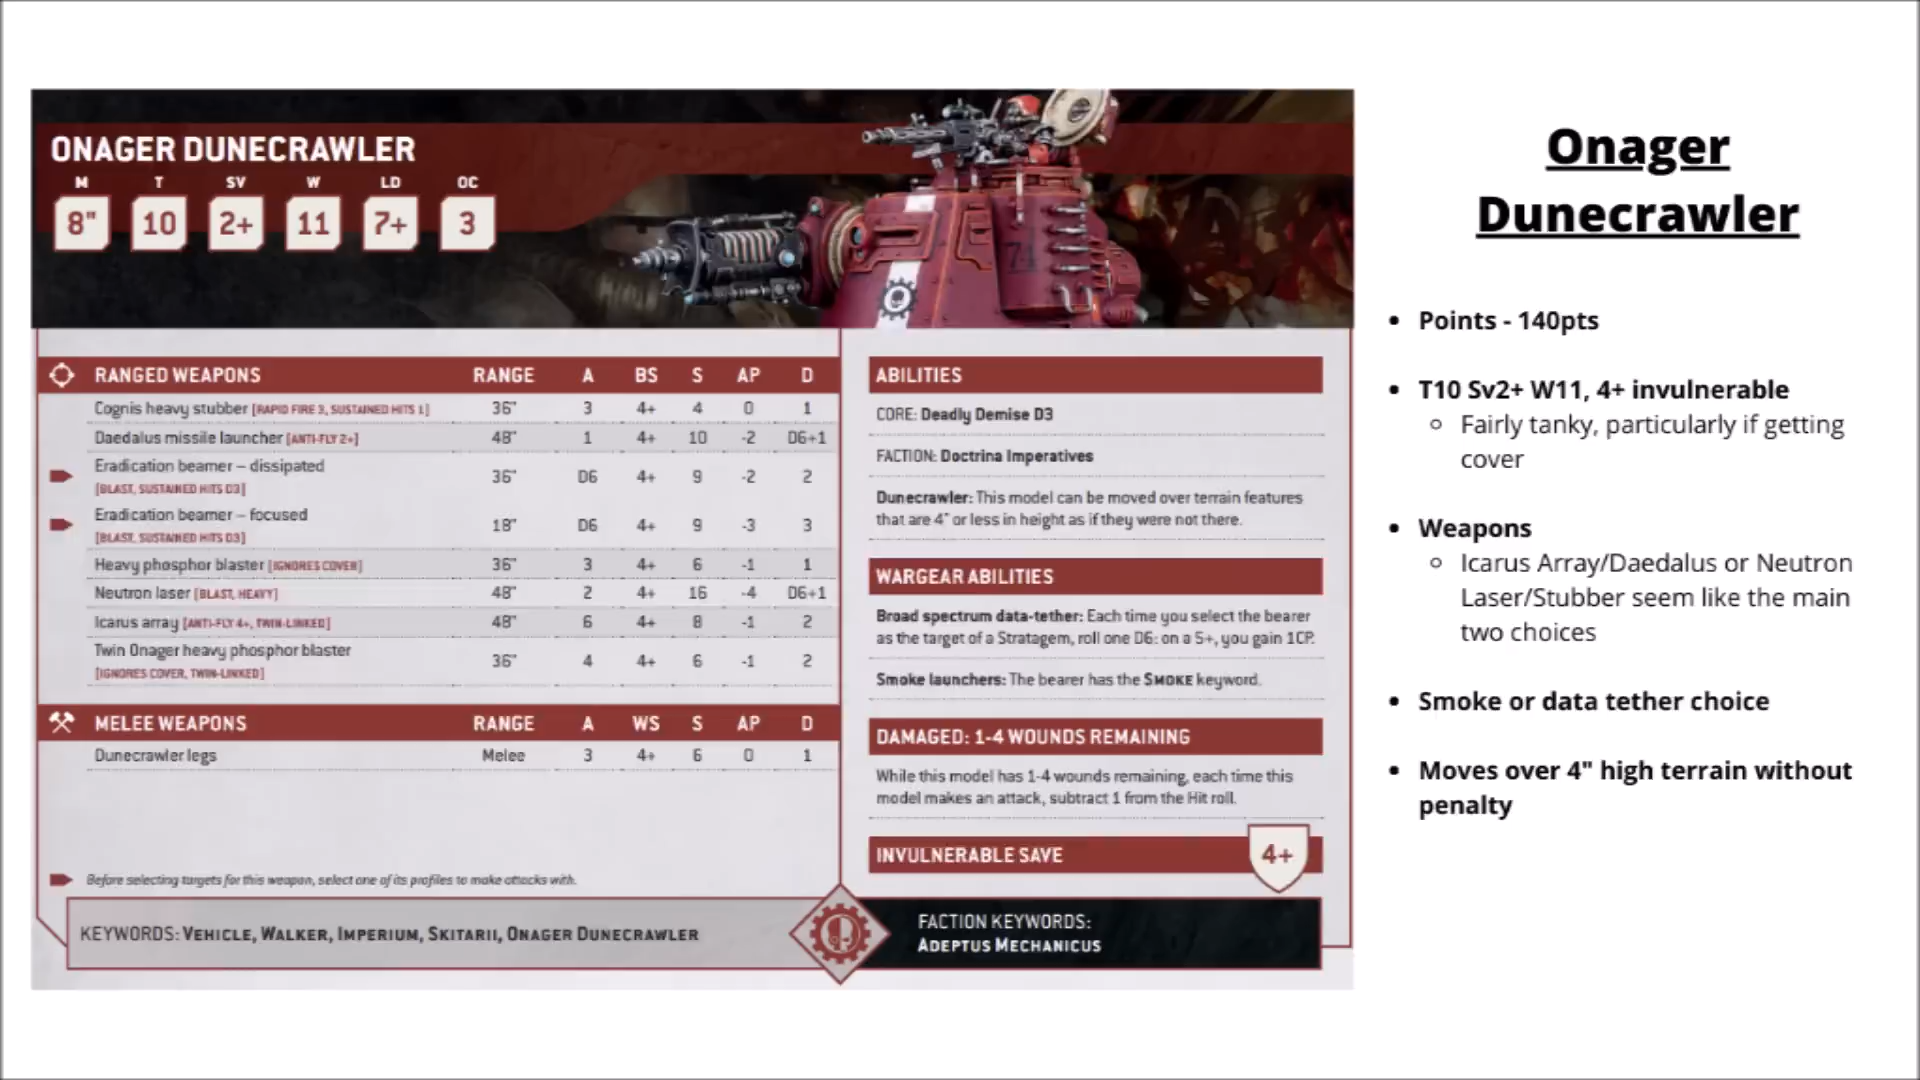 ONAGER DUNECRAWLER
M T SV W LD OC
8" 10 2+ 11 7+ 3
71
RANGED WEAPONS RANGE A BS S AP D
Cognis heavy stubber [RAPID FIRE 3, SUSTAINED HITS 1] 36" 3 4+ 4 0 1
Daedalus missile launcher [ANTI-FLY 2+] 48" 1 4+ 10 -2 D6+1
Eradication beamer – dissipated
[BLAST, SUSTAINED HITS D3] 36" D6 4+ 9 -2 2
Eradication beamer – focused
[BLAST, SUSTAINED HITS D3] 18" D6 4+ 9 -3 3
Heavy phosphor blaster [IGNORES COVER] 36" 3 4+ 6 -1 1
Neutron laser [BLAST, HEAVY] 48" 2 4+ 16 -4 D6+1
Icarus array [ANTI-FLY 4+, TWIN-LINKED] 48" 6 4+ 8 -1 2
Twin Onager heavy phosphor blaster
[IGNORES COVER, TWIN-LINKED] 36" 4 4+ 6 -1 2
MELEE WEAPONS RANGE A WS S AP D
Dunecrawler legs Melee 3 4+ 6 0 1
Before selecting targets for this weapon, select one of its profiles to make attacks with.
KEYWORDS: VEHICLE, WALKER, IMPERIUM, SKITARII, ONAGER DUNECRAWLER
ABILITIES
CORE: Deadly Demise D3
FACTION: Doctrina Imperatives
Dunecrawler: This model can be moved over terrain features
that are 4" or less in height as if they were not there.
WARGEAR ABILITIES
Broad spectrum data-tether: Each time you select the bearer
as the target of a Stratagem, roll one D6: on a 5+, you gain 1CP.
Smoke launchers: The bearer has the SMOKE keyword.
DAMAGED: 1-4 WOUNDS REMAINING
While this model has 1-4 wounds remaining, each time this
model makes an attack, subtract 1 from the Hit roll.
INVULNERABLE SAVE 4+
FACTION KEYWORDS:
ADEPTUS MECHANICUS
Onager
Dunecrawler
• Points - 140pts
• T10 Sv2+ W11, 4+ invulnerable
◦ Fairly tanky, particularly if getting
cover
• Weapons
◦ Icarus Array/Daedalus or Neutron
Laser/Stubber seem like the main
two choices
• Smoke or data tether choice
• Moves over 4" high terrain without
penalty